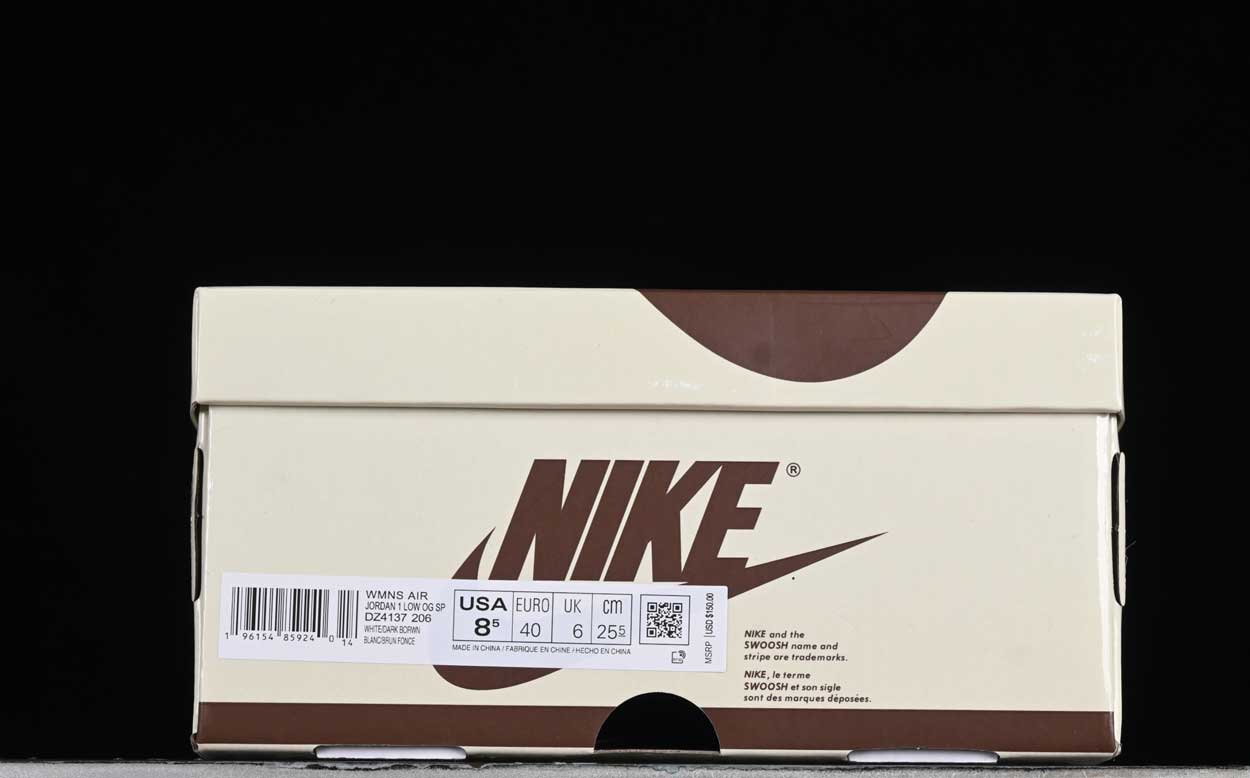 NIKE®
WMNS AIR
JORDAN 1 LOW OG SP
DZ4137 206
WHITE/DARK BORWN
BLANC/BRUN FONCE
1 96154 85924 0 14
USA EURO UK cm
8⁵ 40 6 25⁵
MADE IN CHINA / FABRIQUE EN CHINE / HECHO EN CHINA
MSRP USD $150.00
NIKE and the
SWOOSH name and
stripe are trademarks.
NIKE, le terme
SWOOSH et son sigle
sont des marques déposées.